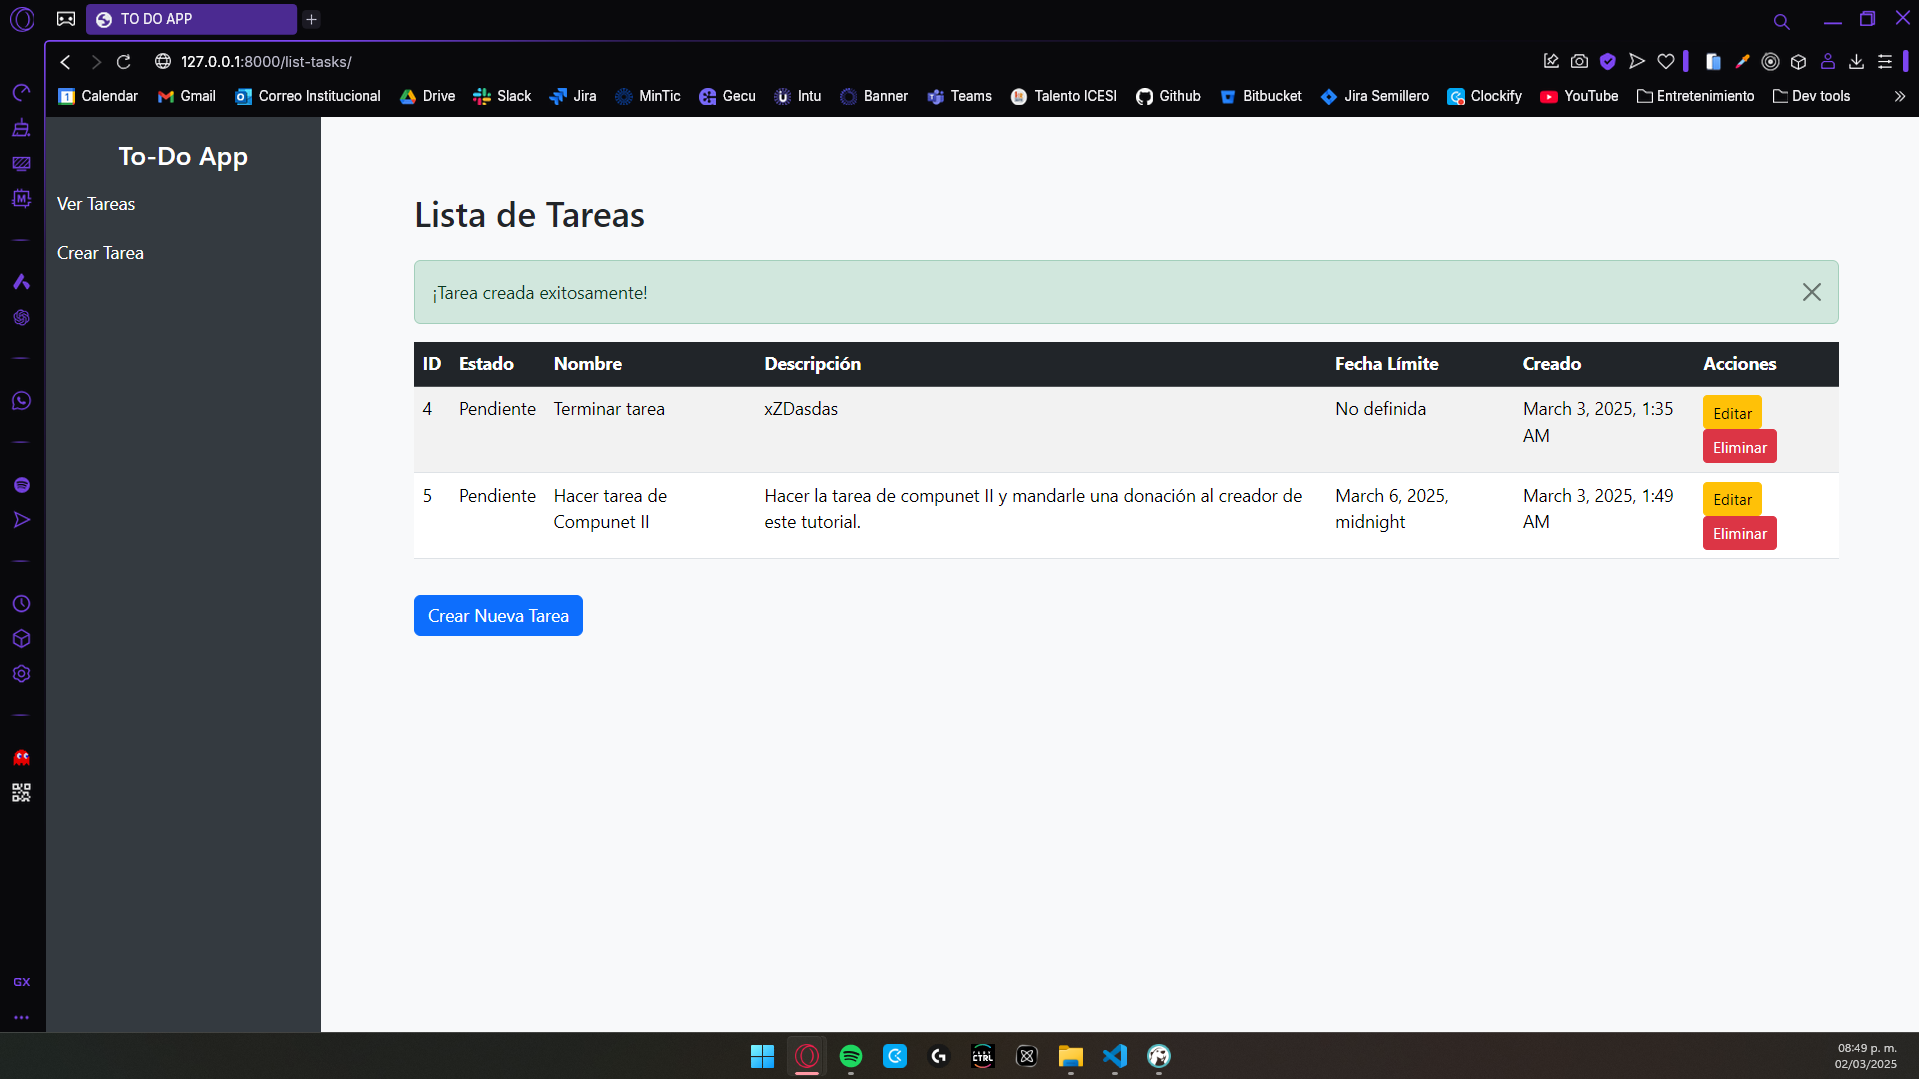 TO DO APP
127.0.0.1:8000/list-tasks/
Calendar Gmail Correo Institucional Drive Slack Jira MinTic Gecu Intu Banner Teams Talento ICESI Github Bitbucket Jira Semillero Clockify YouTube Entretenimiento Dev tools
To-Do App
Ver Tareas
Crear Tarea
Lista de Tareas
¡Tarea creada exitosamente!
ID Estado Nombre Descripción Fecha Límite Creado Acciones
4 Pendiente Terminar tarea xZDasdas No definida March 3, 2025, 1:35
AM
Editar
Eliminar
5 Pendiente Hacer tarea de Hacer la tarea de compunet II y mandarle una donación al creador de March 6, 2025, March 3, 2025, 1:49
Compunet II este tutorial. midnight AM
Editar
Eliminar
Crear Nueva Tarea
GX
CTRL
08:49 p. m.
02/03/2025